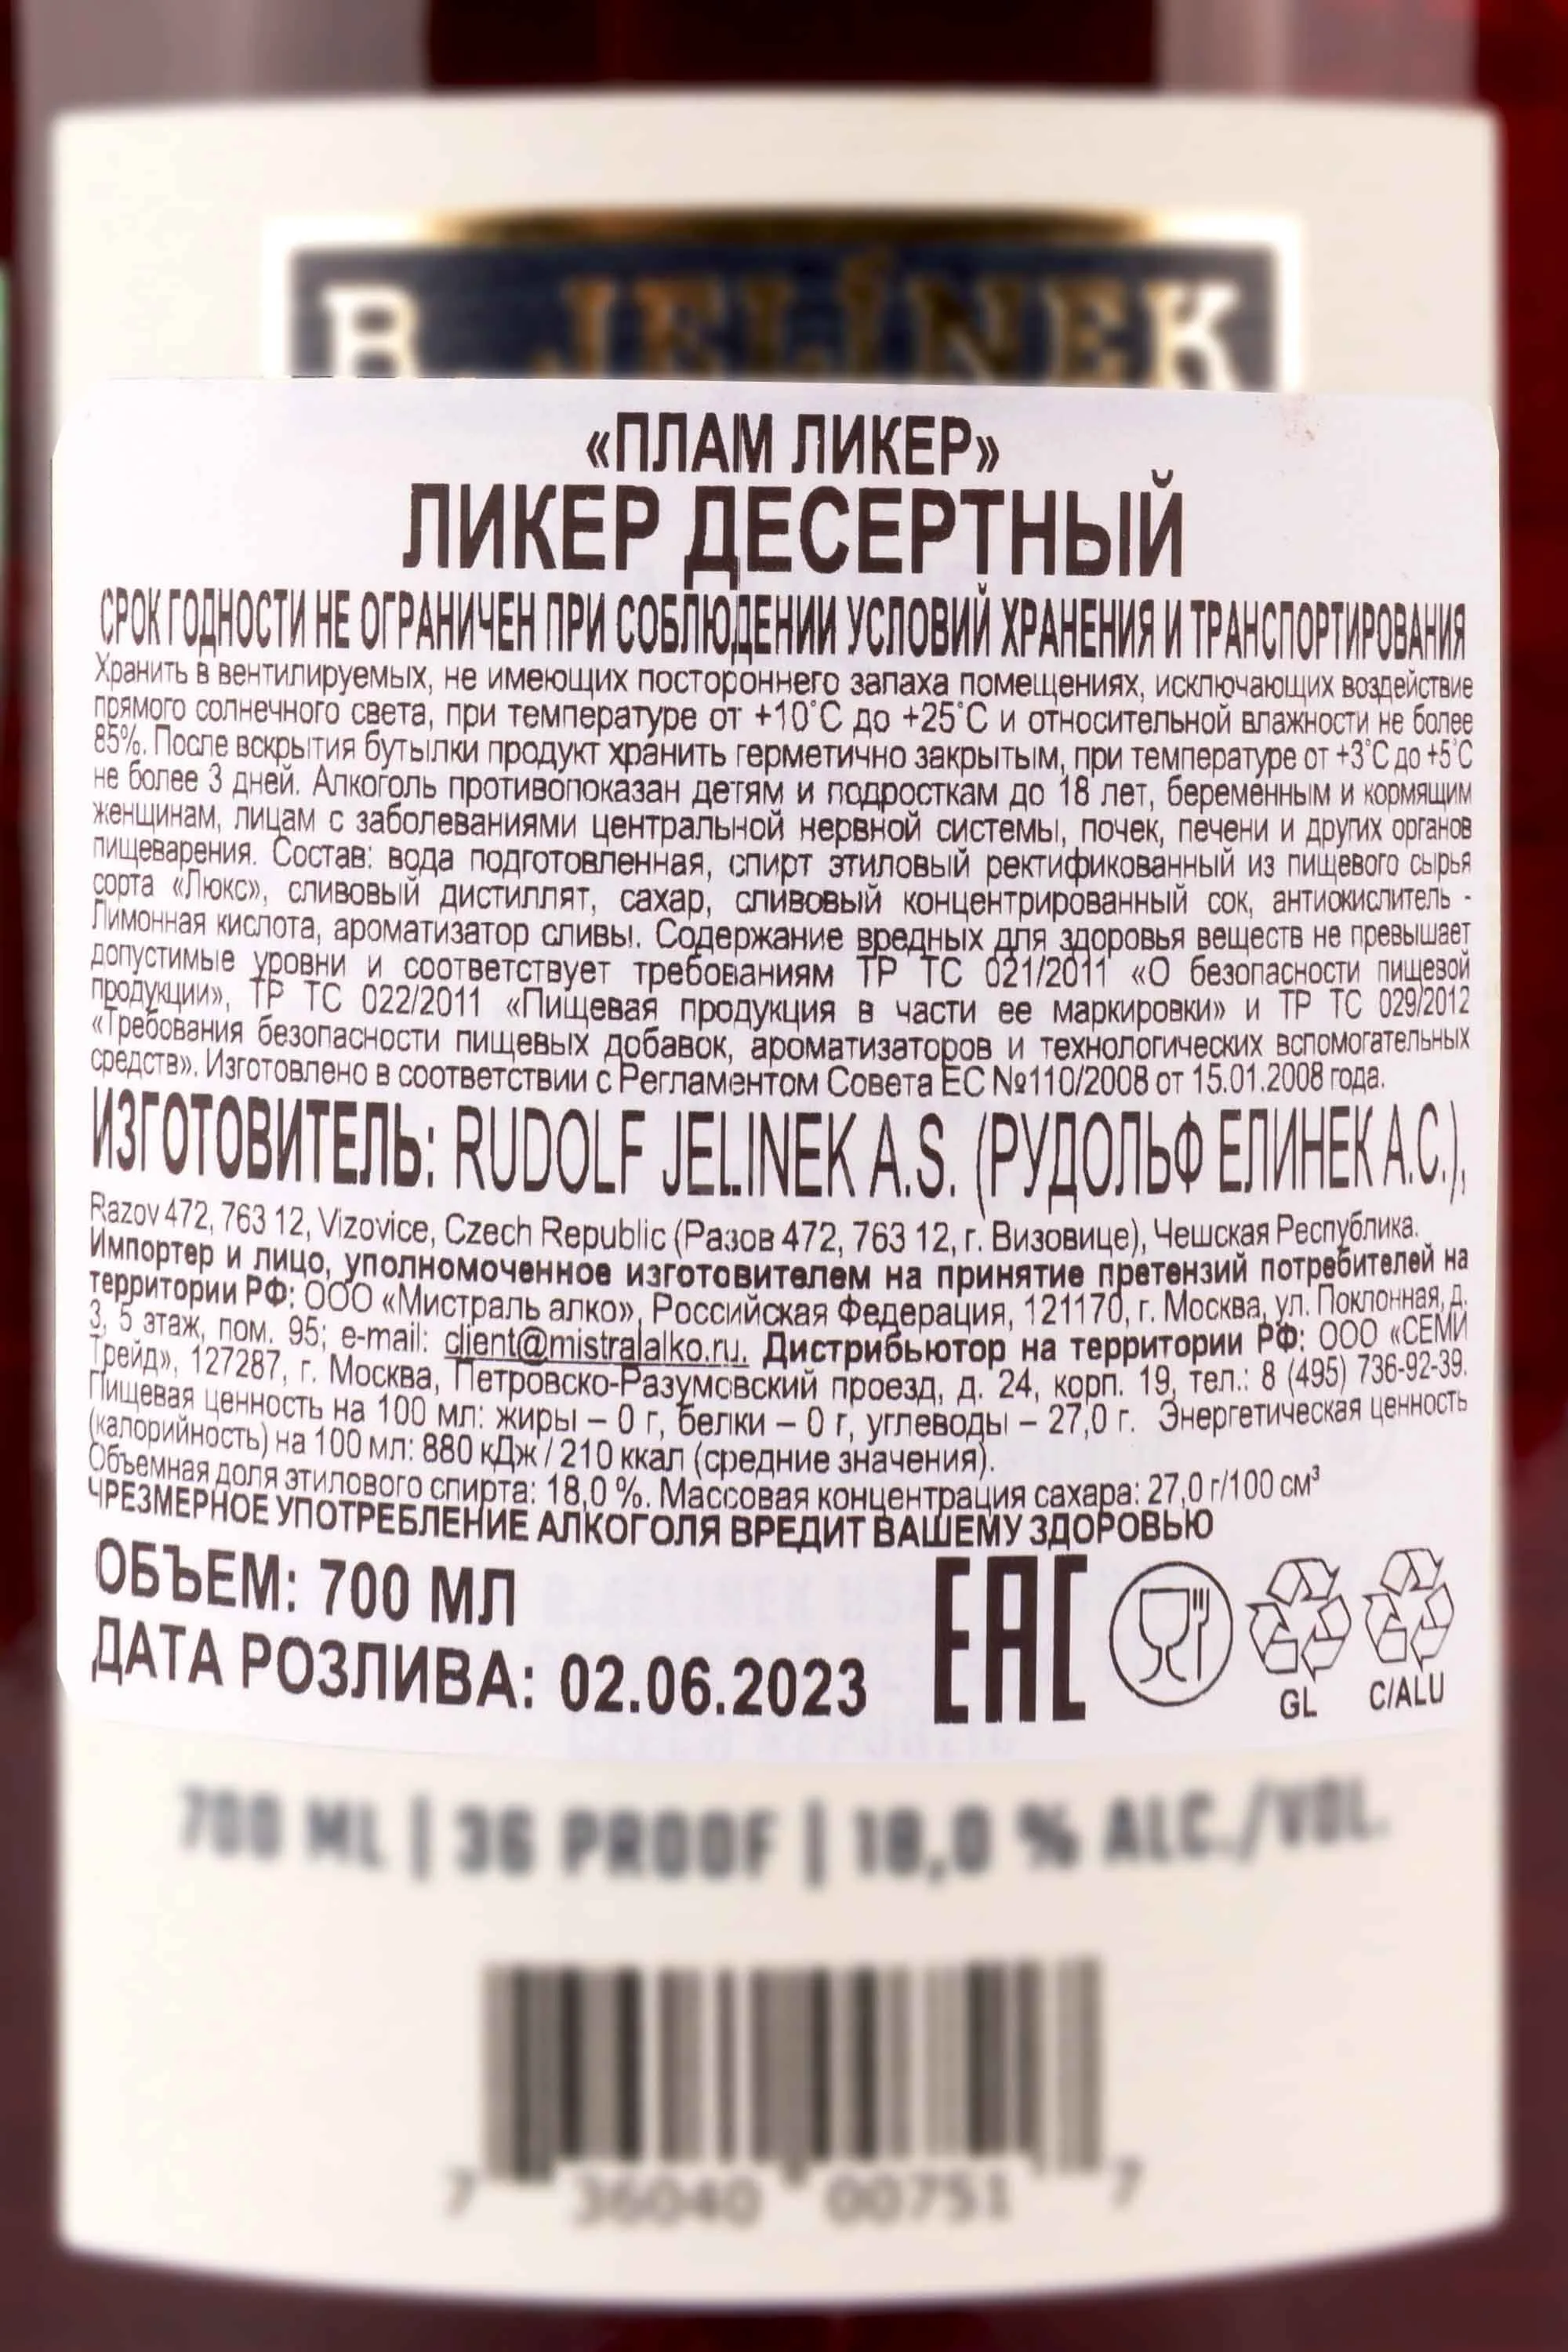 R. JELÍNEK
«ПЛАМ ЛИКЕР»
ЛИКЕР ДЕСЕРТНЫЙ
СРОК ГОДНОСТИ НЕ ОГРАНИЧЕН ПРИ СОБЛЮДЕНИИ УСЛОВИЙ ХРАНЕНИЯ И ТРАНСПОРТИРОВАНИЯ
Хранить в вентилируемых, не имеющих постороннего запаха помещениях, исключающих воздействие
прямого солнечного света, при температуре от +10°С до +25°С и относительной влажности не более
85%. После вскрытия бутылки продукт хранить герметично закрытым, при температуре от +3°С до +5°С
не более 3 дней. Алкоголь противопоказан детям и подросткам до 18 лет, беременным и кормящим
женщинам, лицам с заболеваниями центральной нервной системы, почек, печени и других органов
пищеварения. Состав: вода подготовленная, спирт этиловый ректификованный из пищевого сырья
сорта «Люкс», сливовый дистиллят, сахар, сливовый концентрированный сок, антиокислитель -
Лимонная кислота, ароматизатор сливы. Содержание вредных для здоровья веществ не превышает
допустимые уровни и соответствует требованиям ТР ТС 021/2011 «О безопасности пищевой
продукции», ТР ТС 022/2011 «Пищевая продукция в части ее маркировки» и ТР ТС 029/2012
«Требования безопасности пищевых добавок, ароматизаторов и технологических вспомогательных
средств». Изготовлено в соответствии с Регламентом Совета ЕС №110/2008 от 15.01.2008 года.
ИЗГОТОВИТЕЛЬ: RUDOLF JELINEK A.S. (РУДОЛЬФ ЕЛИНЕК А.С.),
Razov 472, 763 12, Vizovice, Czech Republic (Разов 472, 763 12, г. Визовице), Чешская Республика.
Импортер и лицо, уполномоченное изготовителем на принятие претензий потребителей на
территории РФ: ООО «Мистраль алко», Российская Федерация, 121170, г. Москва, ул. Поклонная, д.
3, 5 этаж, пом. 95; e-mail: client@mistralalko.ru. Дистрибьютор на территории РФ: ООО «СЕМИ
Трейд», 127287, г. Москва, Петровско-Разумовский проезд, д. 24, корп. 19, тел.: 8 (495) 736-92-39.
Пищевая ценность на 100 мл: жиры – 0 г, белки – 0 г, углеводы – 27,0 г. Энергетическая ценность
(калорийность) на 100 мл: 880 кДж / 210 ккал (средние значения).
Объемная доля этилового спирта: 18,0 %. Массовая концентрация сахара: 27,0 г/100 см³
ЧРЕЗМЕРНОЕ УПОТРЕБЛЕНИЕ АЛКОГОЛЯ ВРЕДИТ ВАШЕМУ ЗДОРОВЬЮ
ОБЪЕМ: 700 МЛ
ДАТА РОЗЛИВА: 02.06.2023
EAC
GL
C/ALU
700 ML | 36 PROOF | 18,0 % ALC./VOL.
7 36040 00751 7